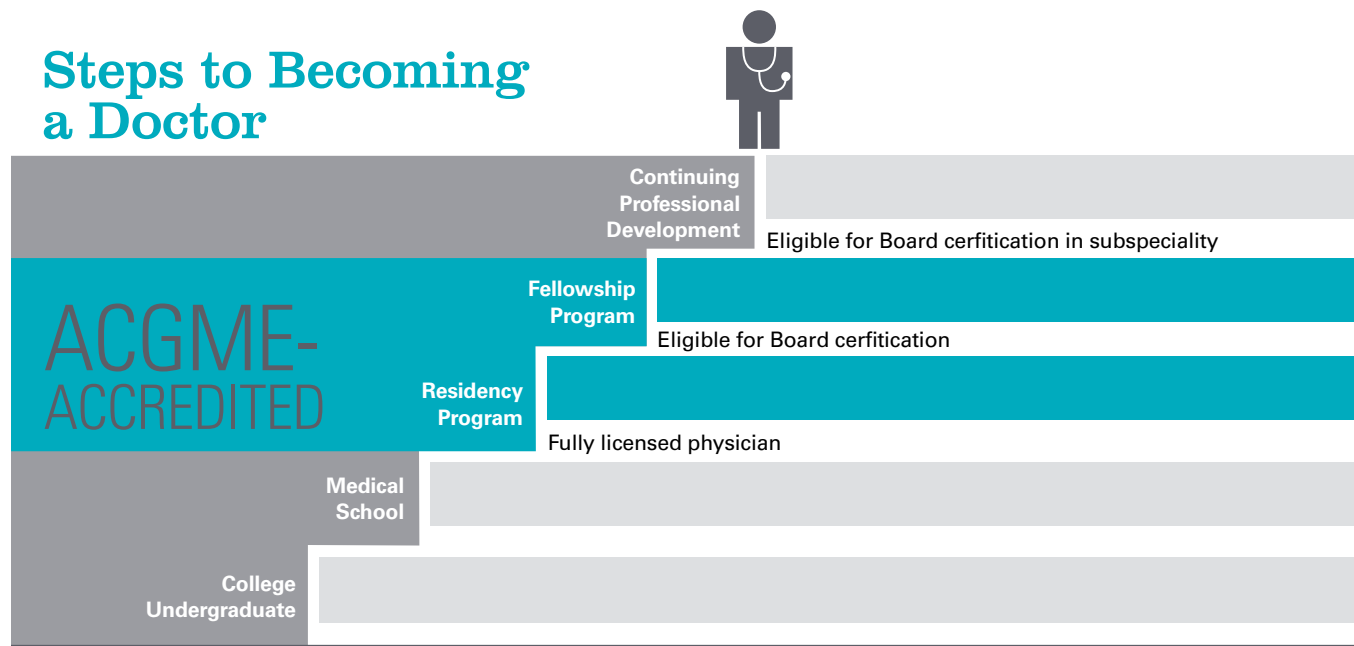 Steps to Becoming
a Doctor
Continuing
Professional
Development
Eligible for Board cerfitication in subspeciality
Fellowship
Program
Eligible for Board cerfitication
ACGME-
ACCREDITED
Residency
Program
Fully licensed physician
Medical
School
College
Undergraduate